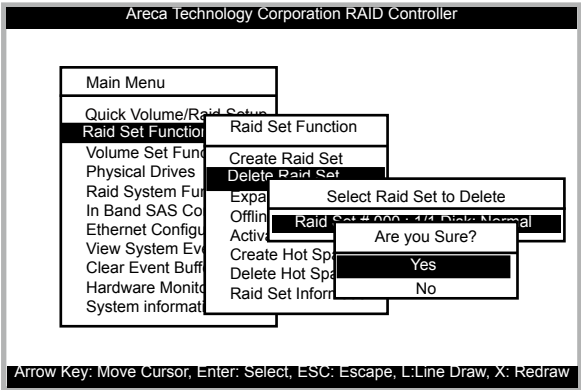 Areca Technology Corporation RAID Controller
Main Menu
Quick Volume/Raid Setup
Raid Set Function
Volume Set Func
Physical Drives
Raid System Fun
In Band SAS Co
Ethernet Configu
View System Eve
Clear Event Buff
Hardware Monito
System informati
Raid Set Function
Create Raid Set
Delete Raid Set
Expa
Offlin
Activa
Create Hot Spa
Delete Hot Spa
Raid Set Inform
Select Raid Set to Delete
Raid Set # 000 : 1/1 Disk: Normal
Are you Sure?
Yes
No
Arrow Key: Move Cursor, Enter: Select, ESC: Escape, L:Line Draw, X: Redraw